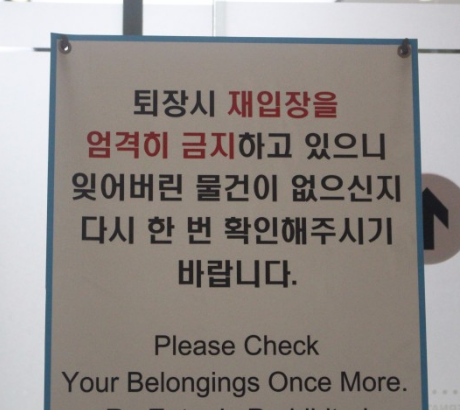 퇴장시 재입장을
엄격히 금지하고 있으니
잊어버린 물건이 없으신지
다시 한 번 확인해주시기
바랍니다.
Please Check
Your Belongings Once More.